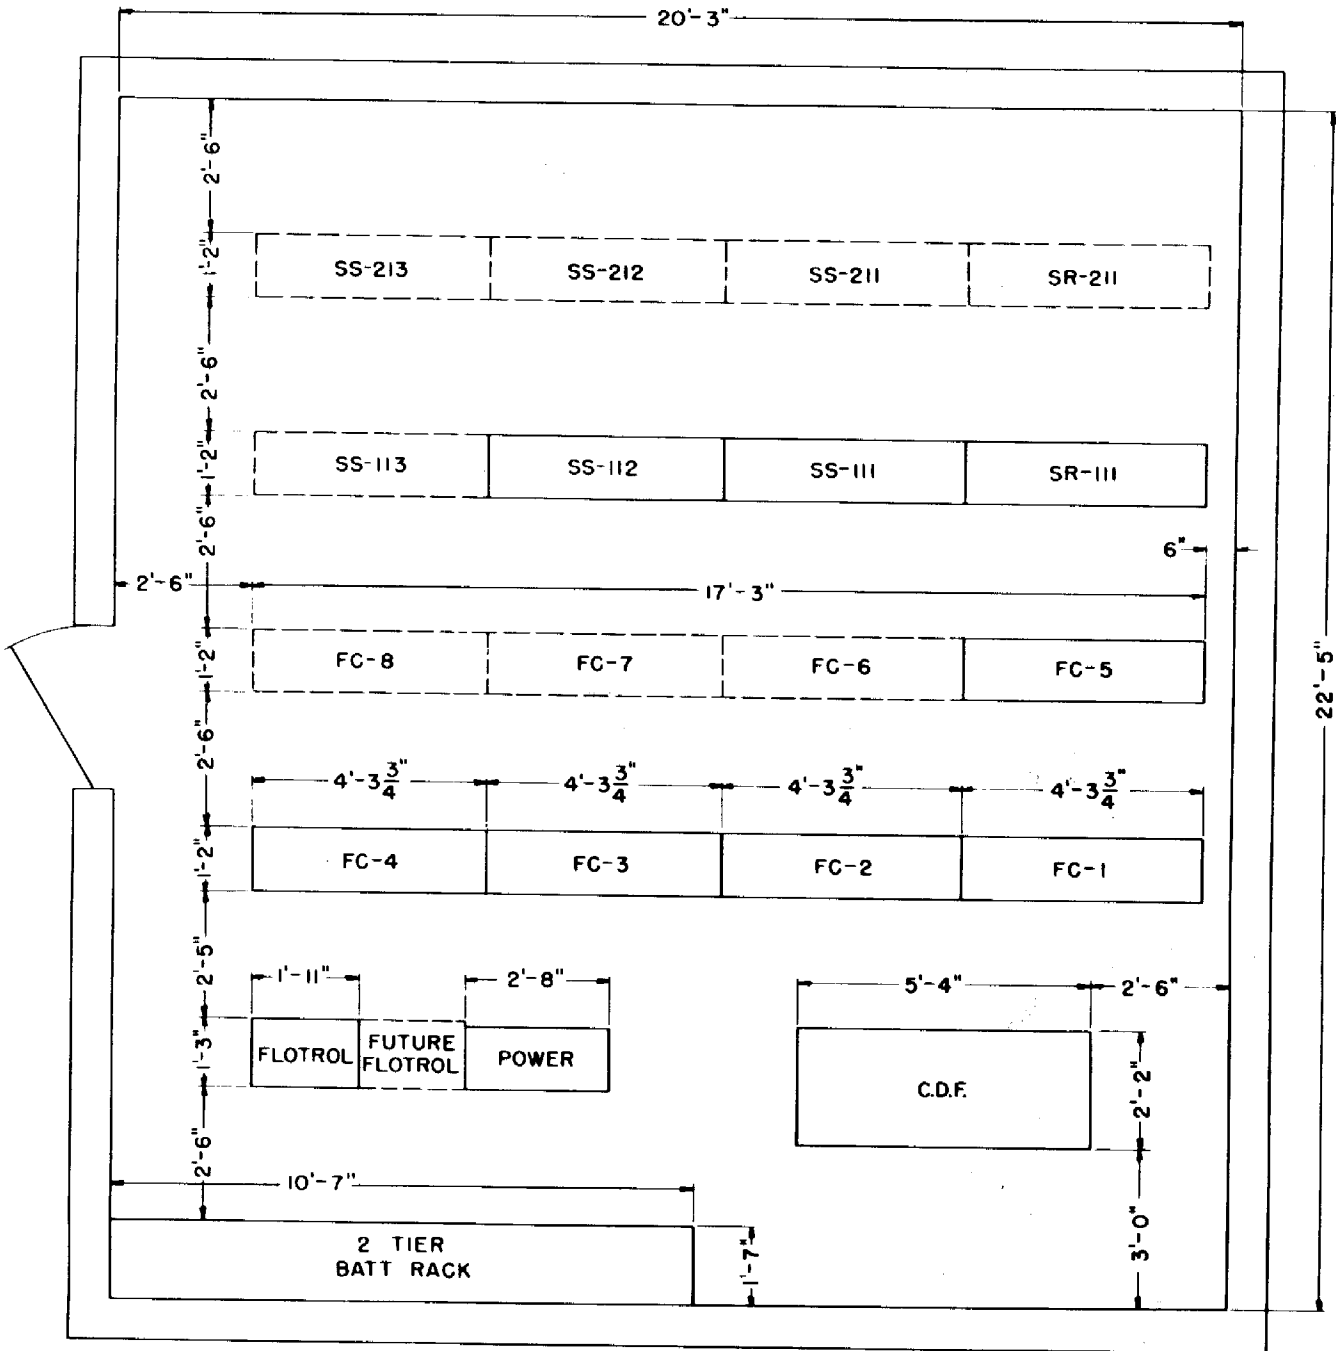 20'-3"
2'-6"
1'-2"
SS-213 SS-212 SS-211 SR-211
2'-6"
1'-2"
SS-113 SS-112 SS-111 SR-111
2'-6"
6"
2'-6" 17'-3"
1'-2"
FC-8 FC-7 FC-6 FC-5
22'-5"
2'-6"
4'-3 3/4" 4'-3 3/4" 4'-3 3/4" 4'-3 3/4"
1'-2"
FC-4 FC-3 FC-2 FC-1
2'-5"
1'-11" 2'-8" 5'-4" 2'-6"
1'-3"
FLOTROL
FUTURE
FLOTROL
POWER
C.D.F.
2'-2"
2'-6"
10'-7"
3'-0"
2 TIER
BATT RACK
1'-7"